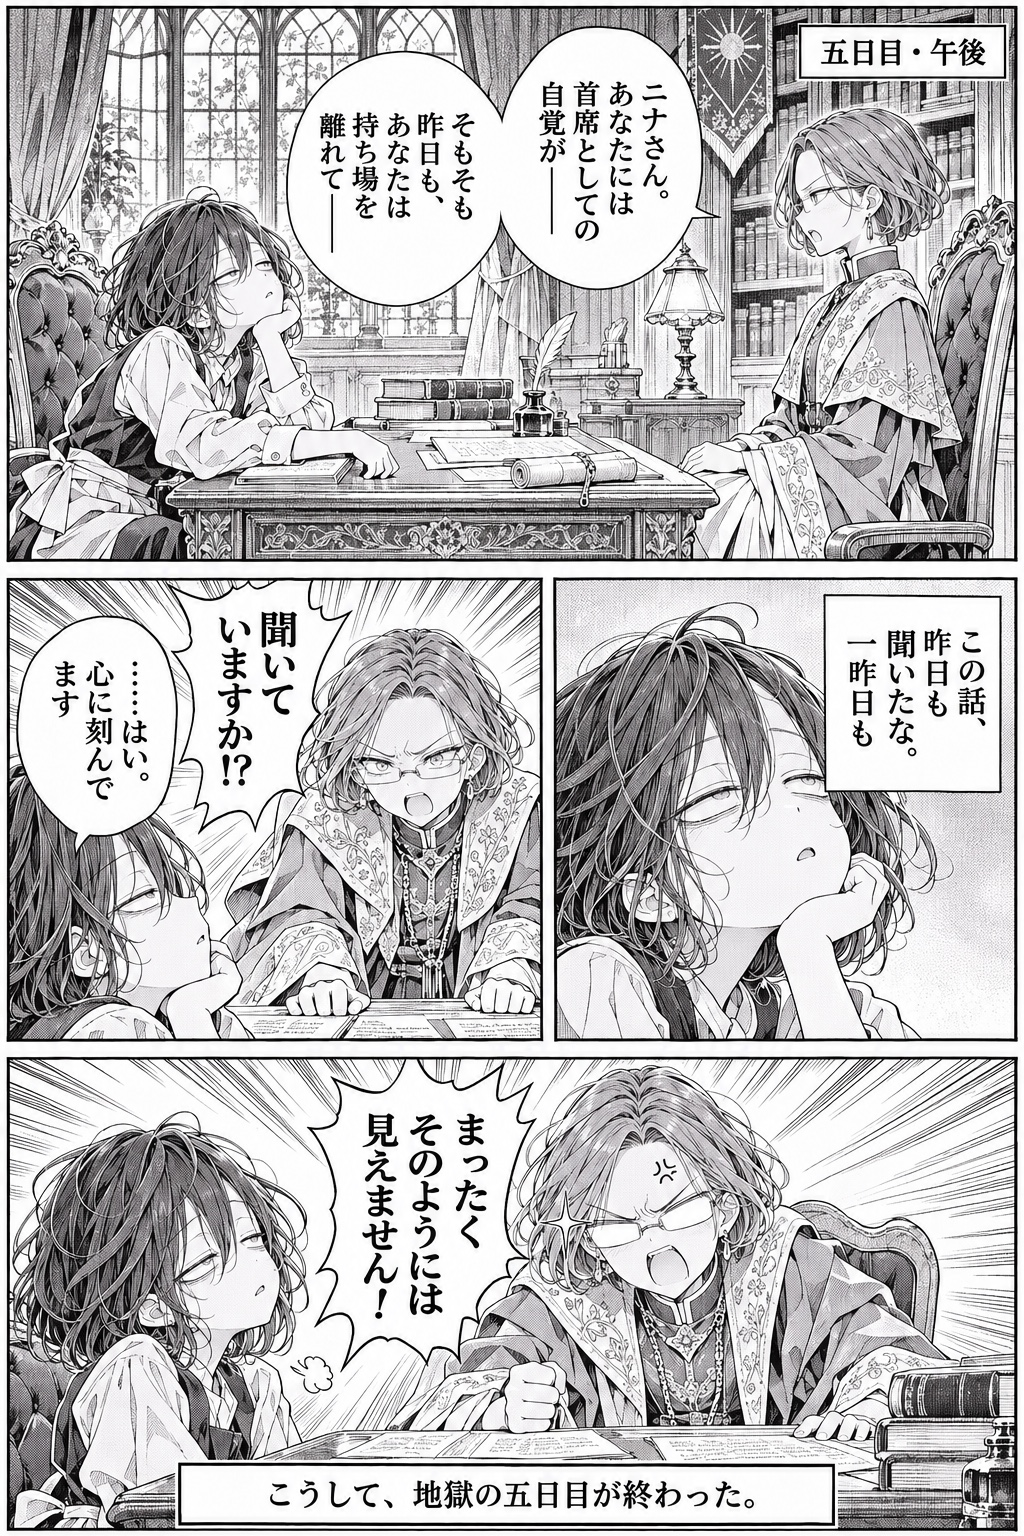 五日目・午後
ニナさん。
あなたには
首席としての
自覚が――
そもそも
昨日も、
あなたは
持ち場を
離れて――
この話、
昨日も
聞いたな。
一昨日も
聞いて
いますか!?
……はい。
心に刻んで
ます
まったく
そのようには
見えません!
こうして、地獄の五日目が終わった。